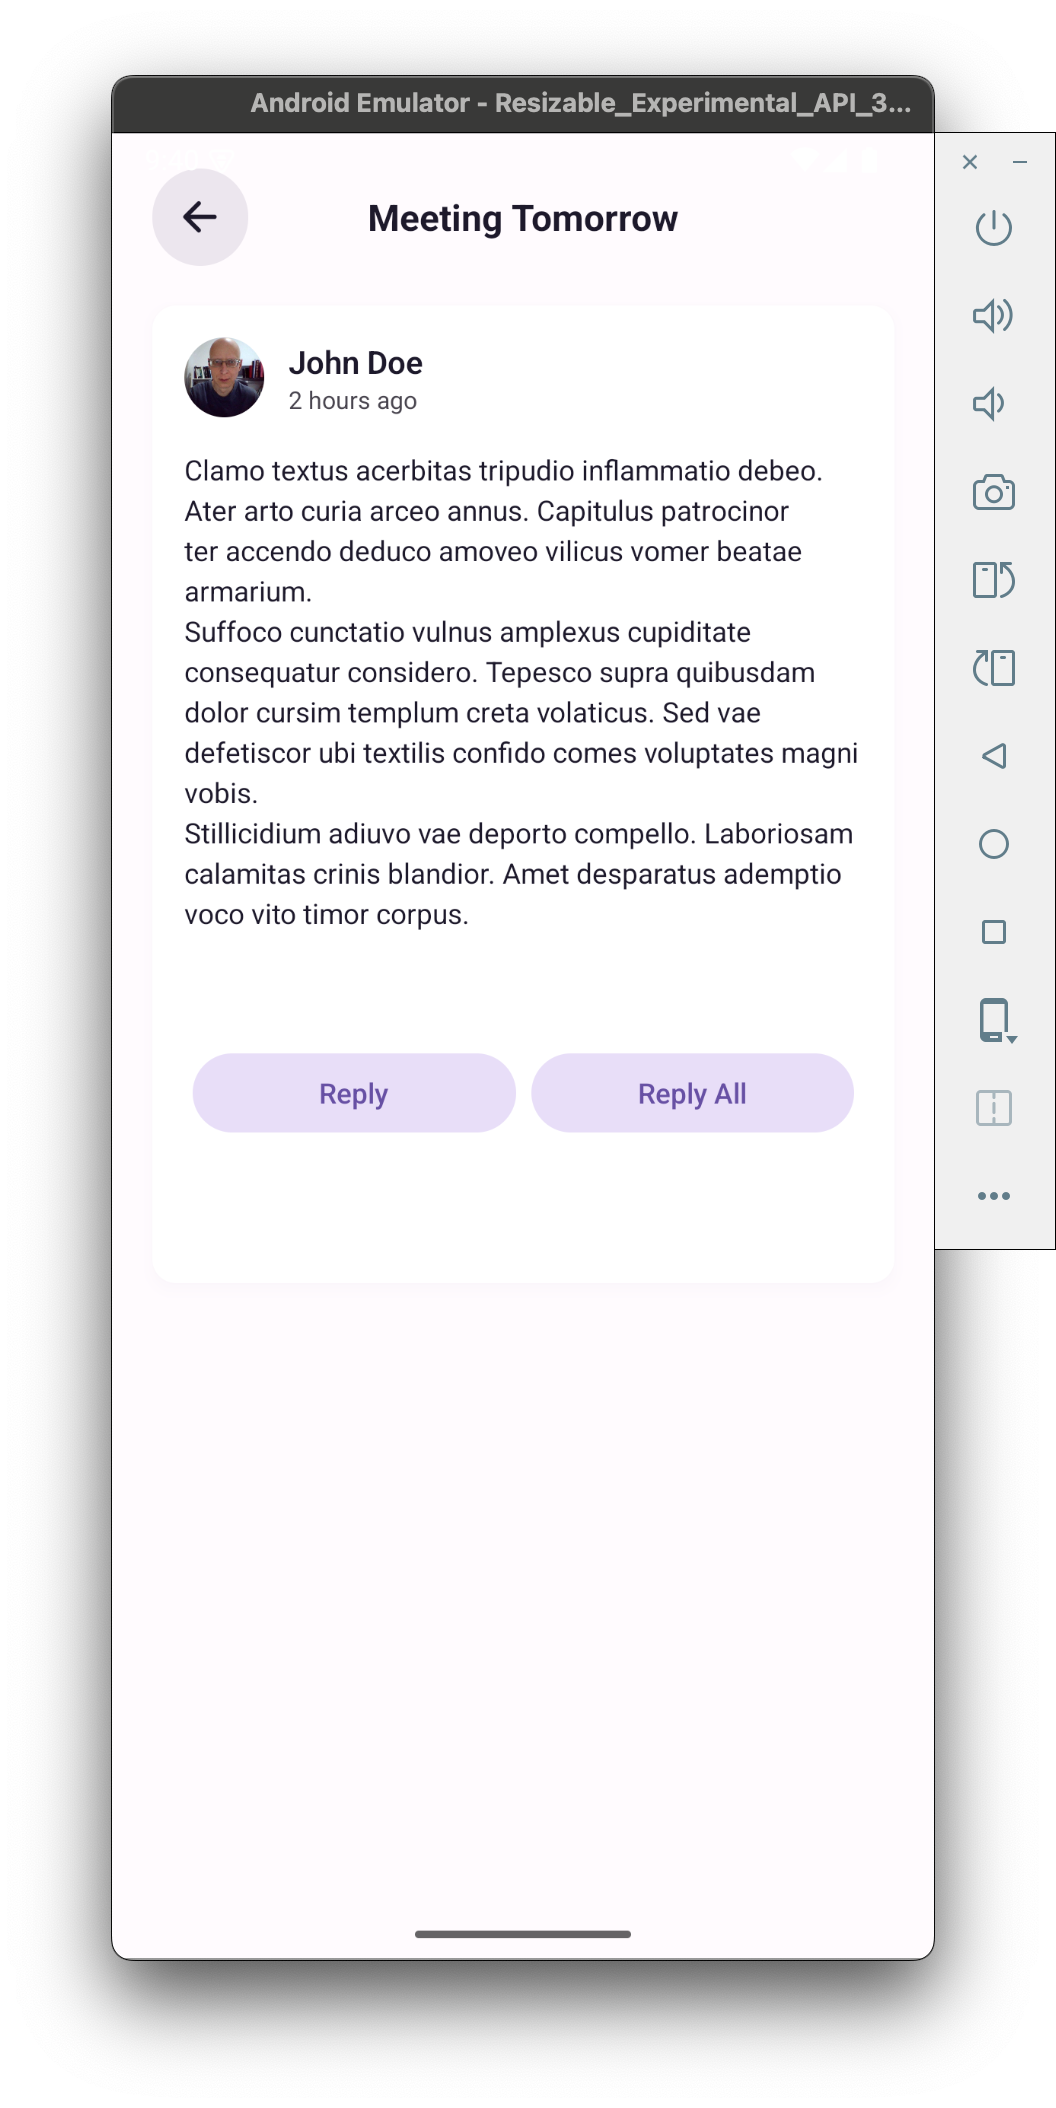 Android Emulator - Resizable_Experimental_API_3...
Meeting Tomorrow
John Doe
2 hours ago
Clamo textus acerbitas tripudio inflammatio debeo.
Ater arto curia arceo annus. Capitulus patrocinor
ter accendo deduco amoveo vilicus vomer beatae
armarium.
Suffoco cunctatio vulnus amplexus cupiditate
consequatur considero. Tepesco supra quibusdam
dolor cursim templum creta volaticus. Sed vae
defetiscor ubi textilis confido comes voluptates magni
vobis.
Stillicidium adiuvo vae deporto compello. Laboriosam
calamitas crinis blandior. Amet desparatus ademptio
voco vito timor corpus.
Reply
Reply All